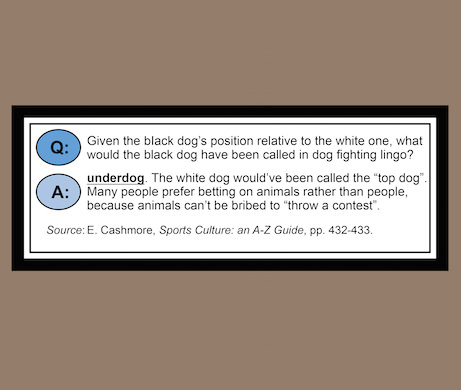 Q: Given the black dog's position relative to the white one, what
would the black dog have been called in dog fighting lingo?
A: underdog. The white dog would've been called the “top dog”.
Many people prefer betting on animals rather than people,
because animals can't be bribed to “throw a contest”.
Source: E. Cashmore, Sports Culture: an A-Z Guide, pp. 432-433.